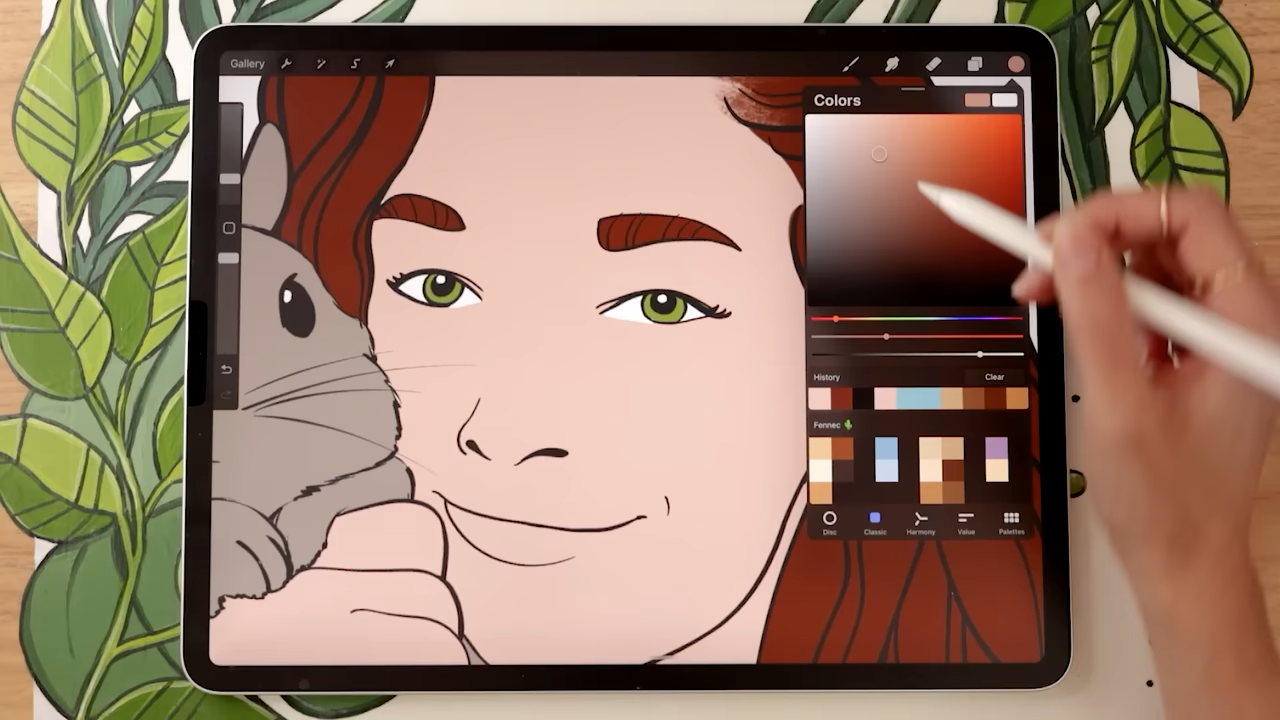 Gallery
Colors
History Clear
Fennec
Disc Classic Harmony Value Palettes